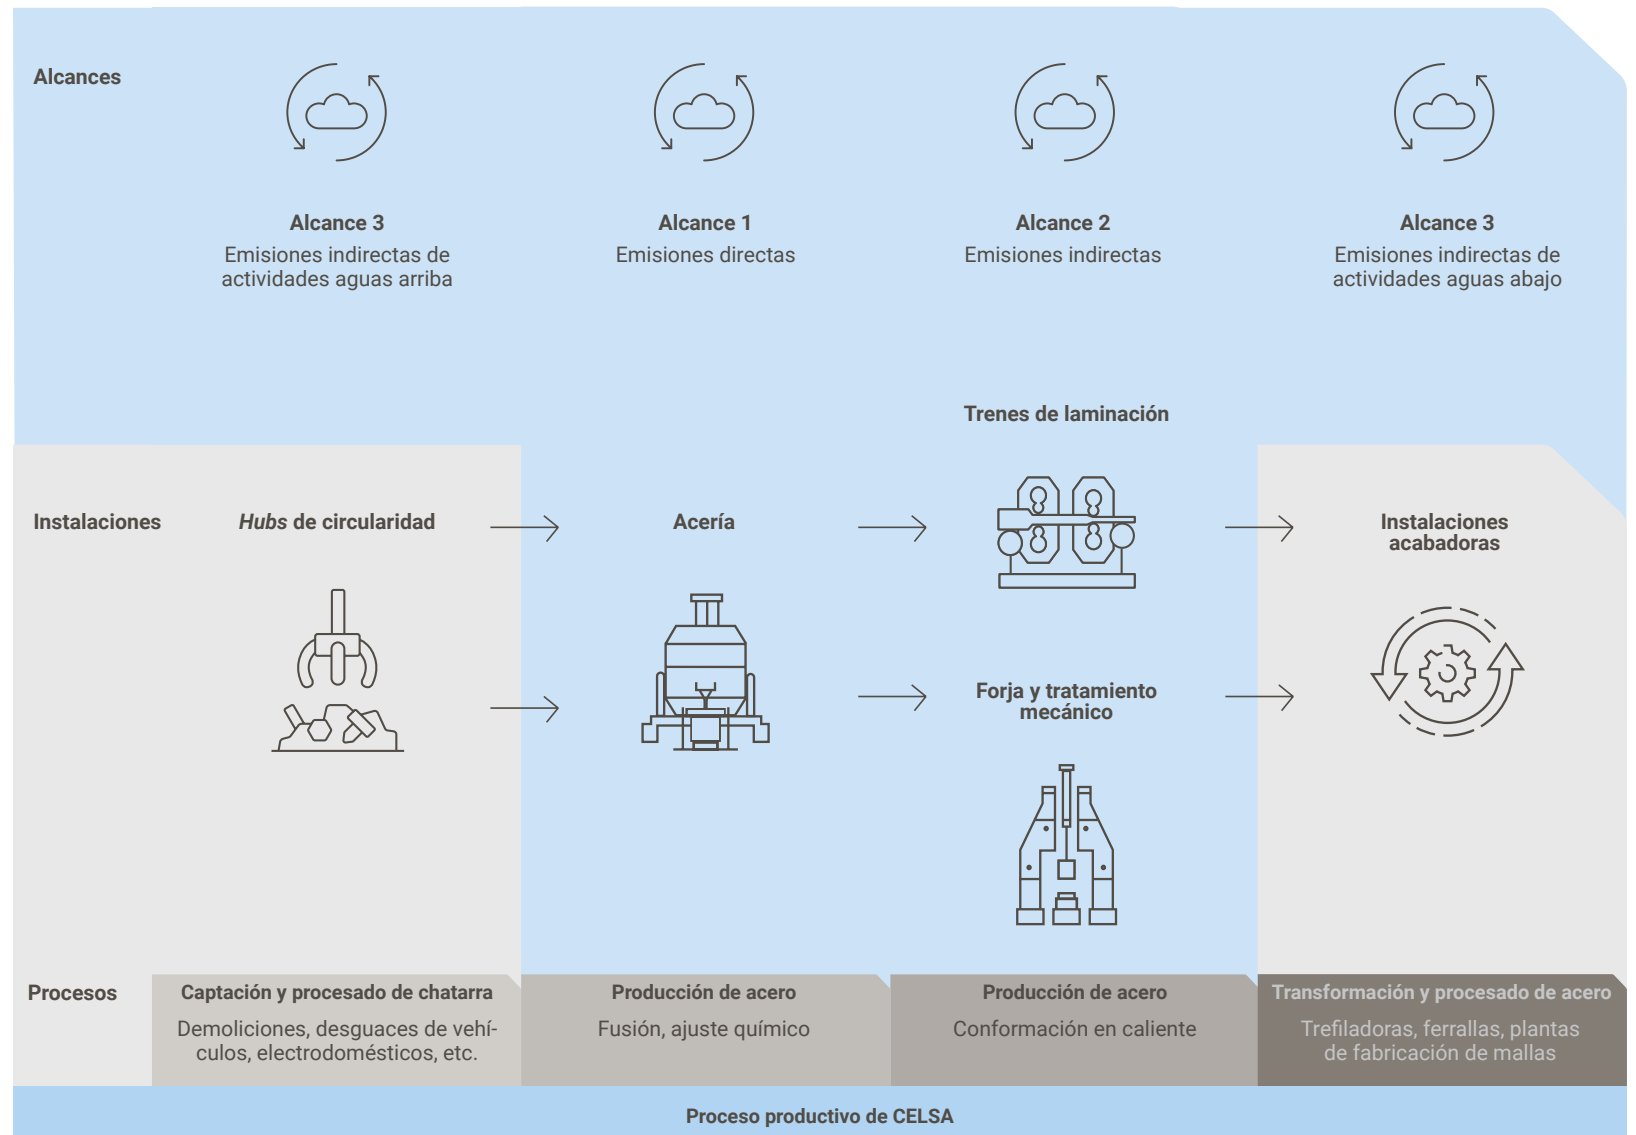 Alcances
Alcance 3
Emisiones indirectas de
actividades aguas arriba
Alcance 1
Emisiones directas
Alcance 2
Emisiones indirectas
Alcance 3
Emisiones indirectas de
actividades aguas abajo
Instalaciones
Hubs de circularidad
Acería
Trenes de laminación
Forja y tratamiento
mecánico
Instalaciones
acabadoras
Procesos
Captación y procesado de chatarra
Demoliciones, desguaces de vehí-
culos, electrodomésticos, etc.
Producción de acero
Fusión, ajuste químico
Producción de acero
Conformación en caliente
Transformación y procesado de acero
Trefiladoras, ferrallas, plantas
de fabricación de mallas
Proceso productivo de CELSA